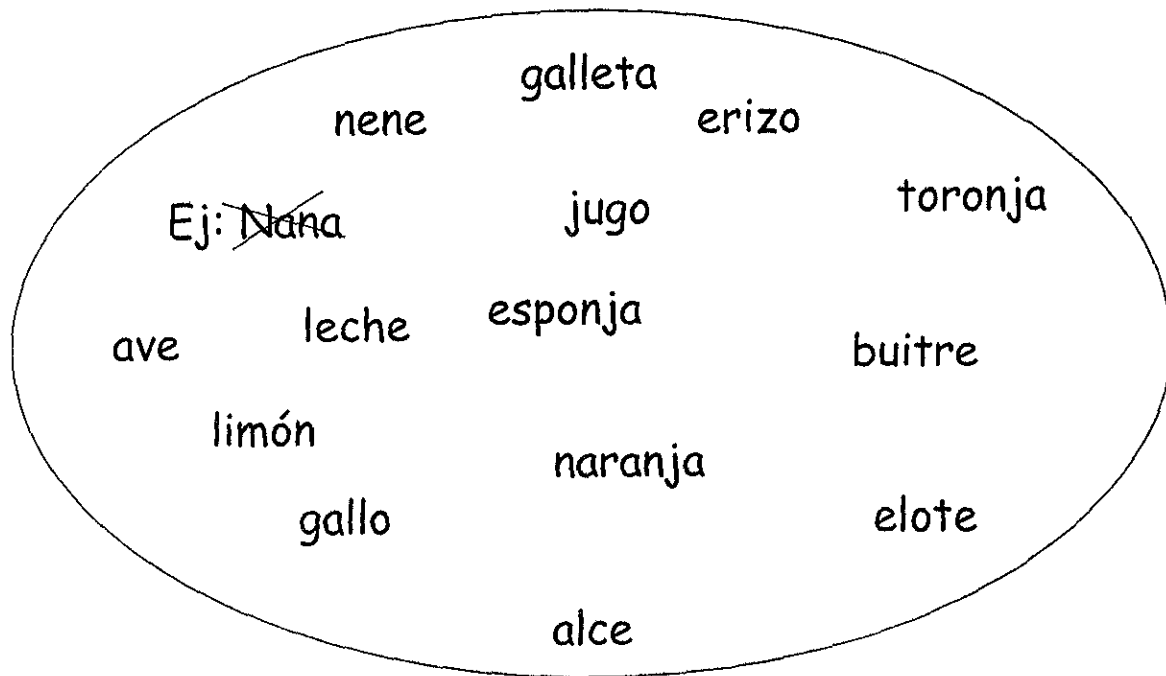 galleta
nene
erizo
toronja
Ej: Nana
jugo
esponja
leche
ave
buitre
limón
naranja
gallo
elote
alce